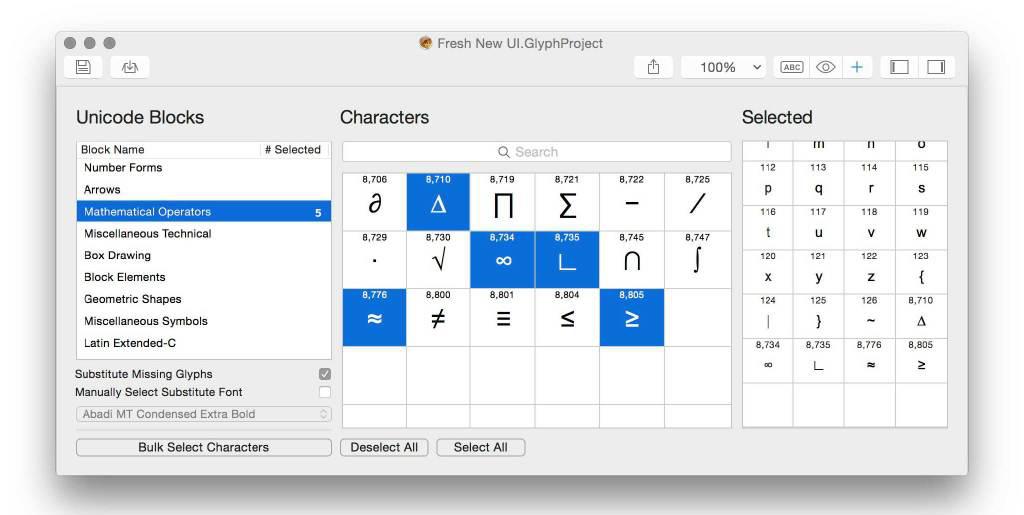 Fresh New UI.GlyphProject
100%
ABC
Unicode Blocks
Block Name # Selected
Number Forms
Arrows
Mathematical Operators 5
Miscellaneous Technical
Box Drawing
Block Elements
Geometric Shapes
Miscellaneous Symbols
Latin Extended-C
Substitute Missing Glyphs
Manually Select Substitute Font
Abadi MT Condensed Extra Bold
Bulk Select Characters
Characters
Search
8,706 8,710 8,719 8,721 8,722 8,725
∂ ∆ ∏ ∑ − ∕
8,729 8,730 8,734 8,735 8,745 8,747
∙ √ ∞ ∟ ∩ ∫
8,776 8,800 8,801 8,804 8,805
≈ ≠ ≡ ≤ ≥
Deselect All Select All
Selected
m n o
112 113 114 115
p q r s
116 117 118 119
t u v w
120 121 122 123
x y z {
124 125 126 8,710
| } ~ ∆
8,734 8,735 8,776 8,805
∞ ∟ ≈ ≥